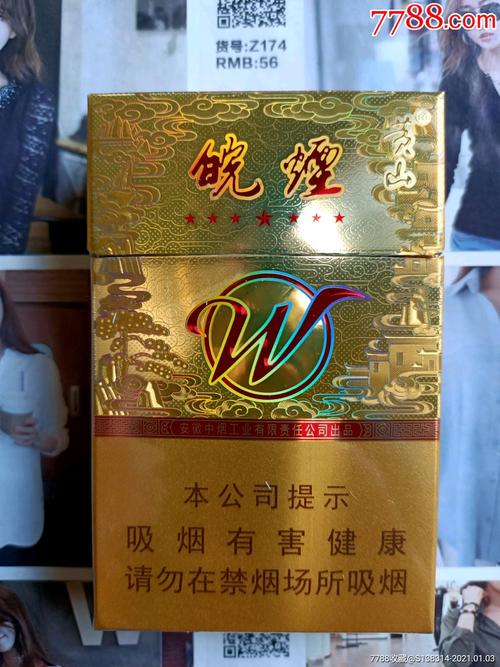 7788.com
货号:Z174
RMB:56
皖煙
黄山
W
安徽中烟工业有限责任公司出品
本公司提示
吸烟有害健康
请勿在禁烟场所吸烟
W
7788收藏@S138314-2021.01.03